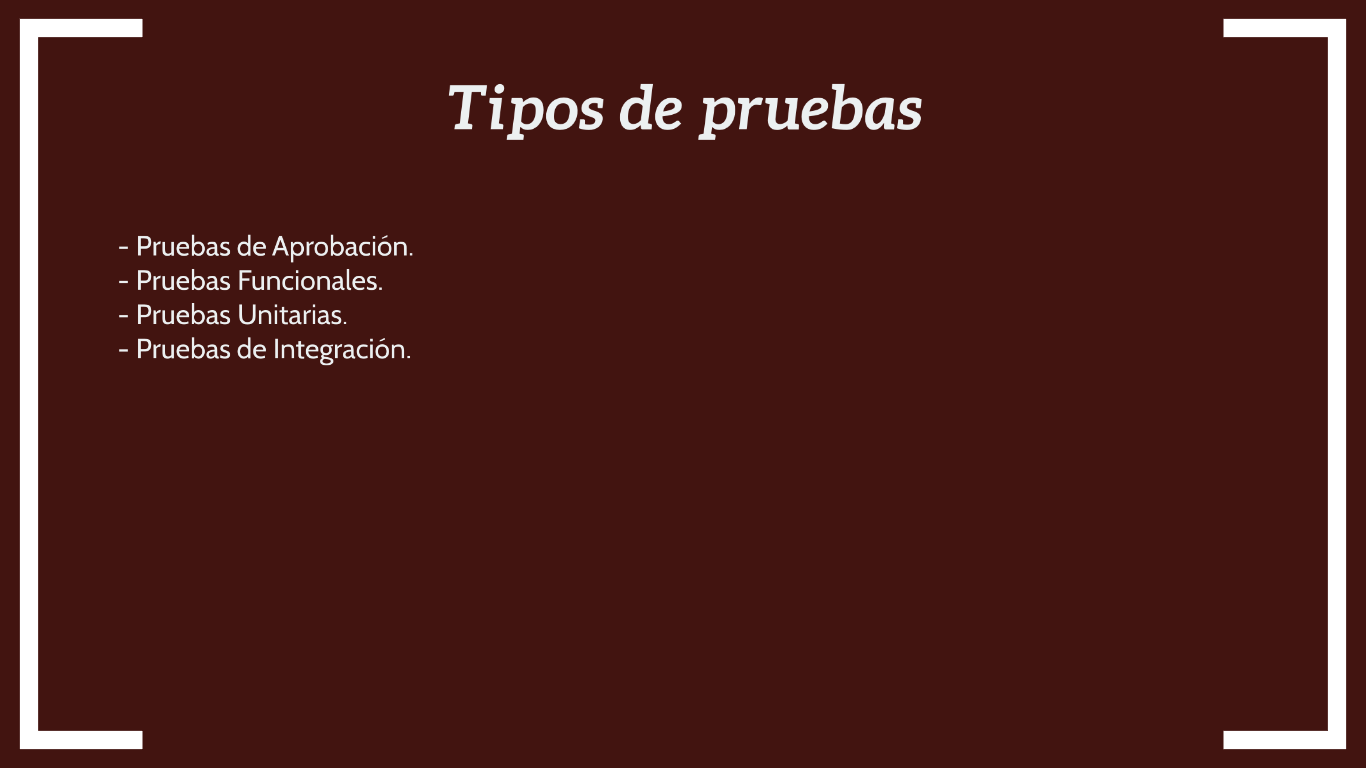 Tipos de pruebas
- Pruebas de Aprobación.
- Pruebas Funcionales.
- Pruebas Unitarias.
- Pruebas de Integración.